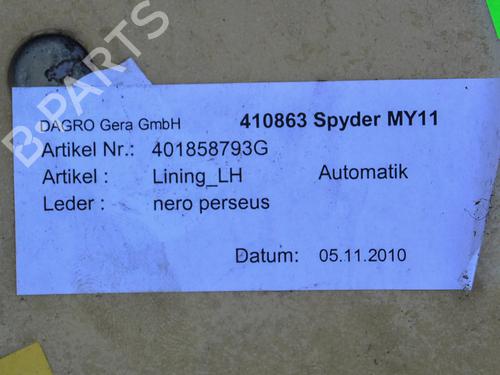 B-PARTS
DAGRO Gera GmbH 410863 Spyder MY11
Artikel Nr.: 401858793G
Artikel : Lining_LH Automatik
Leder : nero perseus
Datum: 05.11.2010